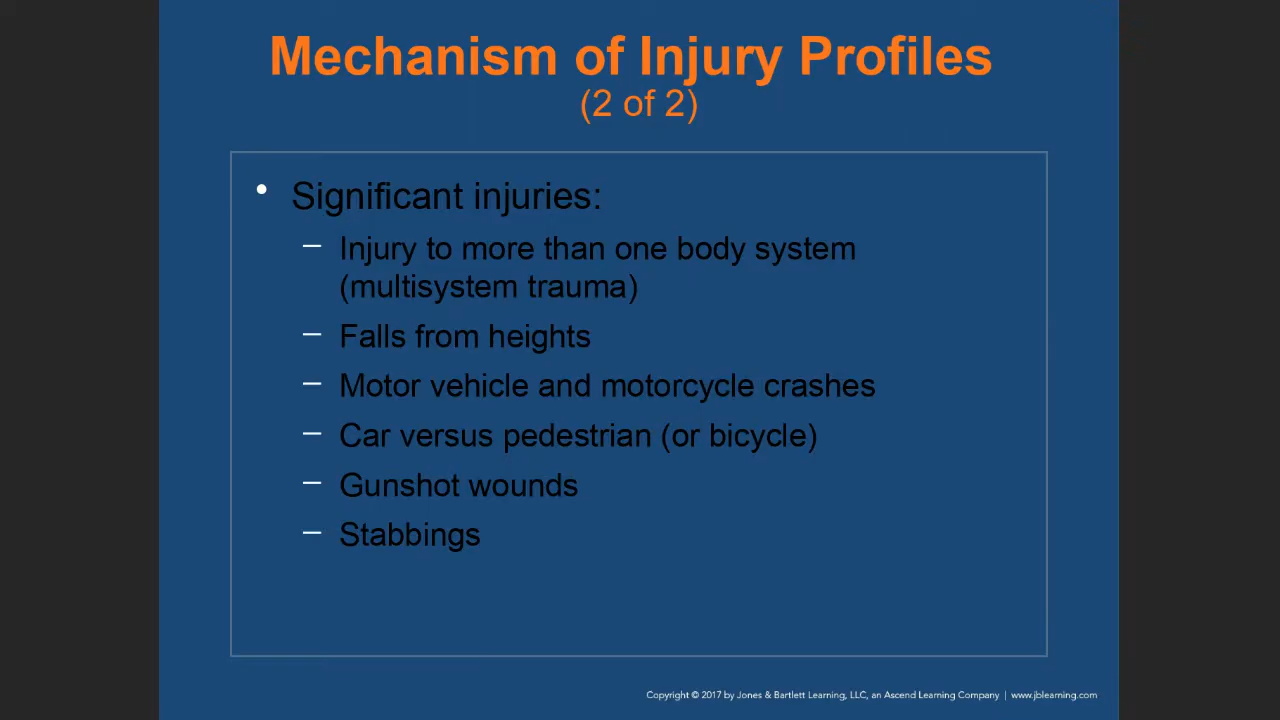 Mechanism of Injury Profiles
(2 of 2)
• Significant injuries:
– Injury to more than one body system
(multisystem trauma)
– Falls from heights
– Motor vehicle and motorcycle crashes
– Car versus pedestrian (or bicycle)
– Gunshot wounds
– Stabbings
Copyright © 2017 by Jones & Bartlett Learning, LLC, an Ascend Learning Company | www.jblearning.com